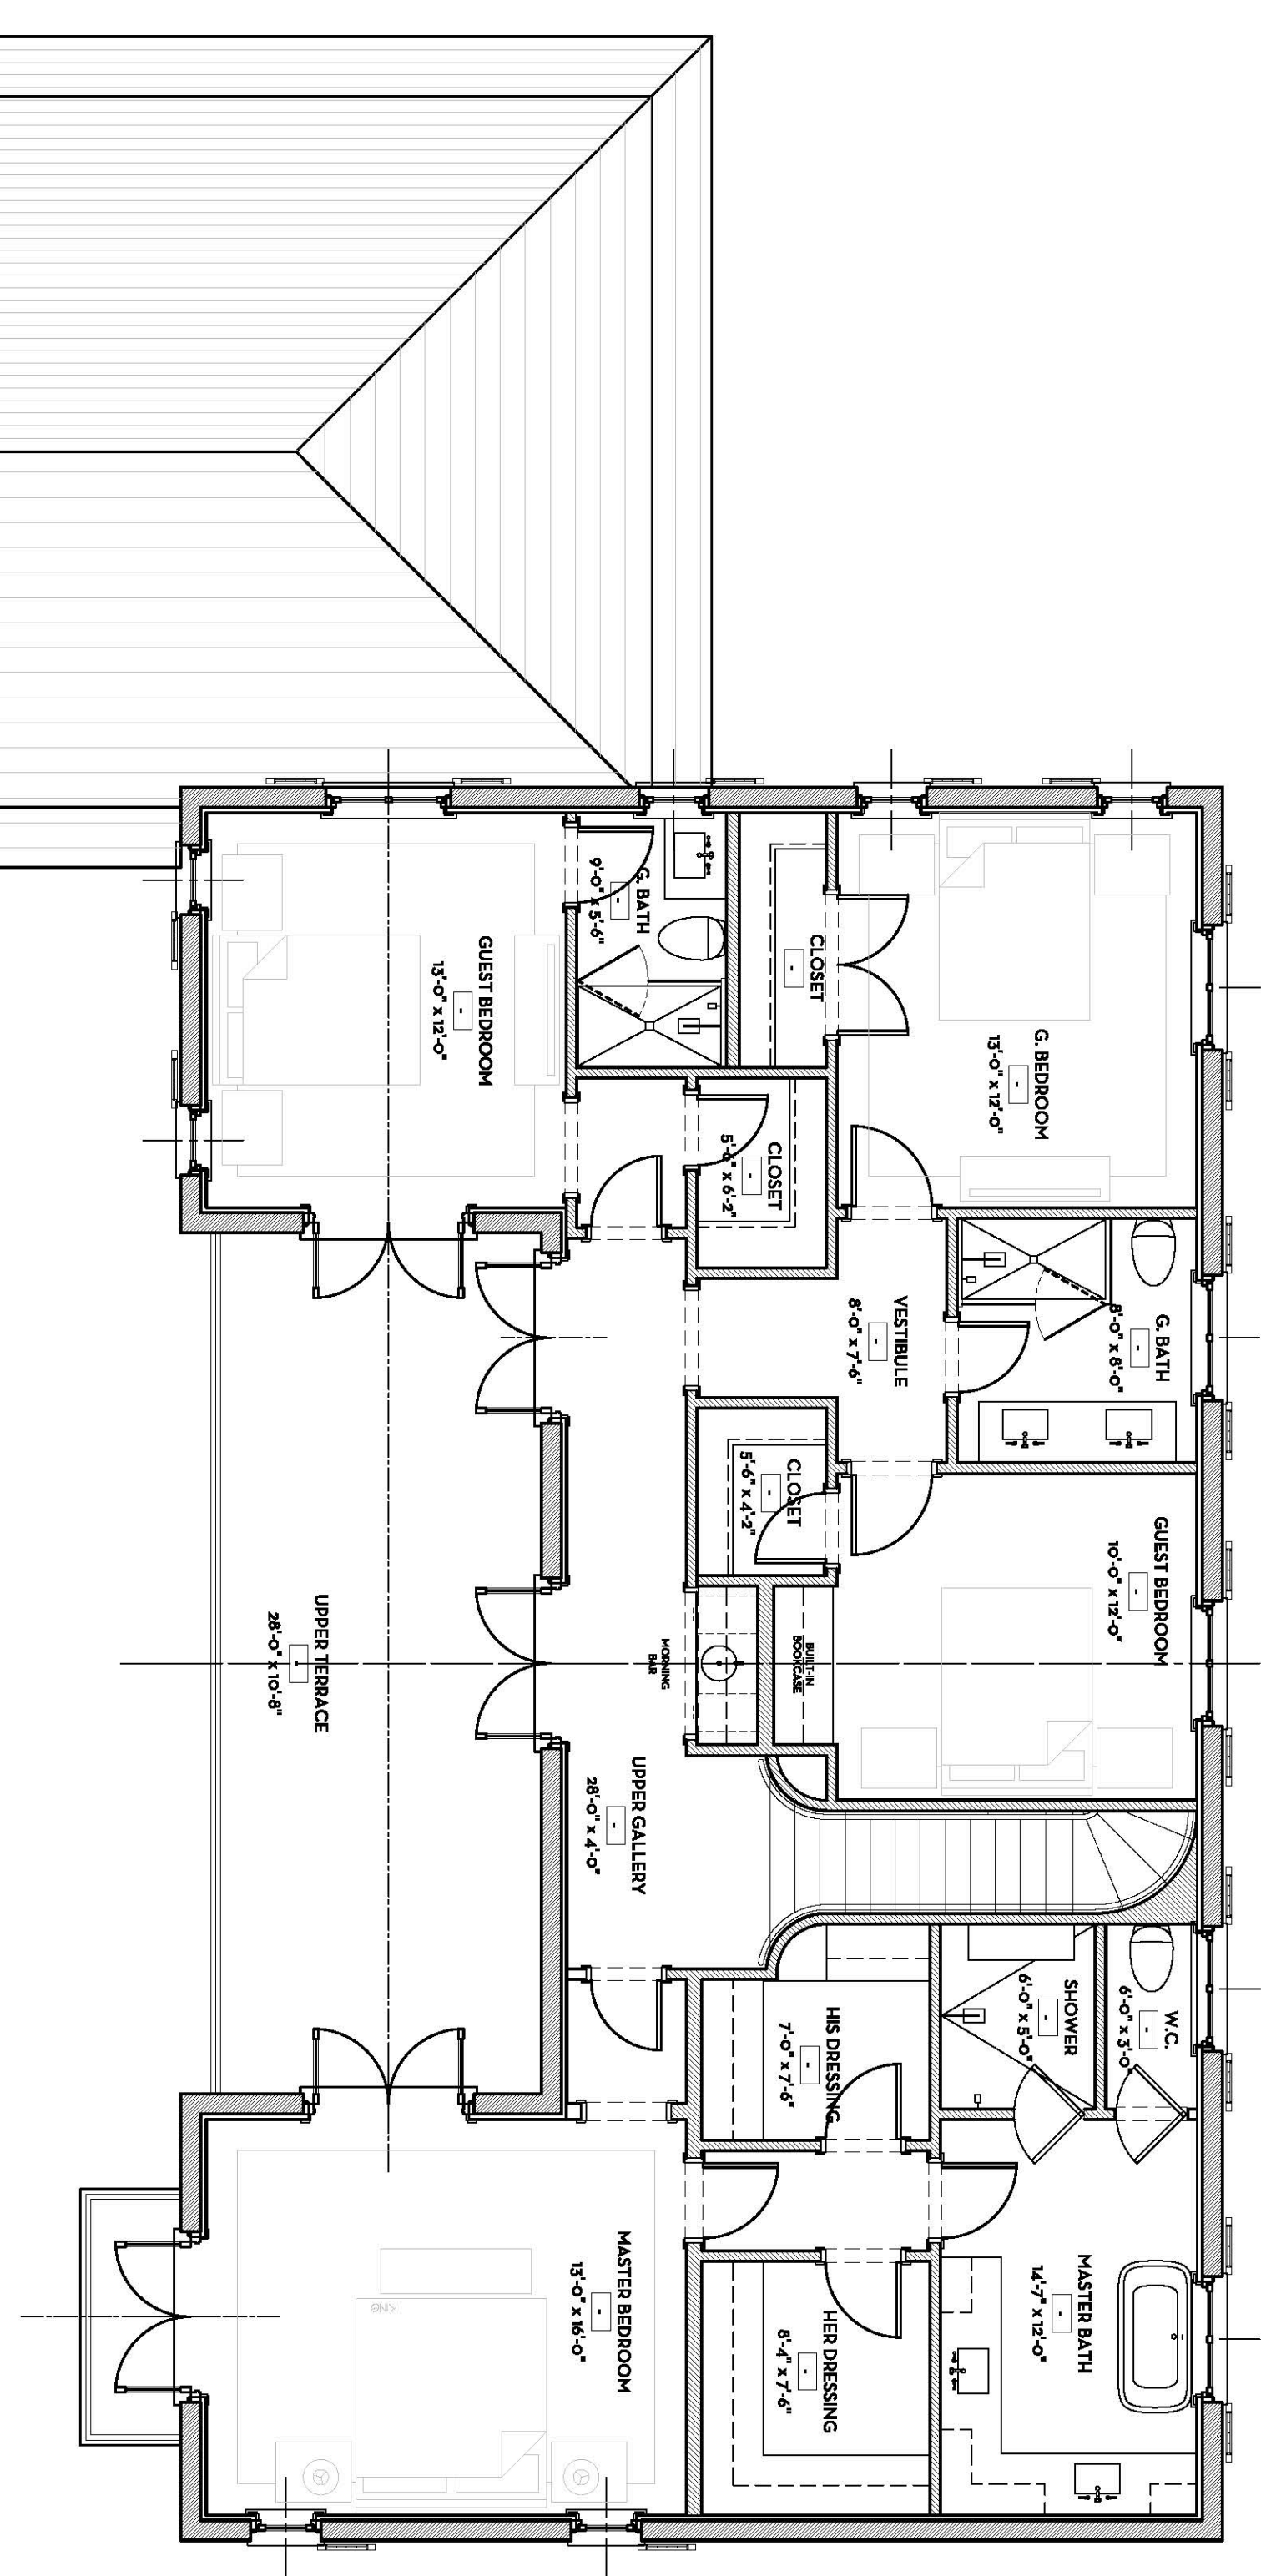 G. BEDROOM
-
13'-0" x 12'-0"
CLOSET
-
G. BATH
-
9'-0" x 5'-6"
GUEST BEDROOM
-
13'-0" x 12'-0"
CLOSET
-
5'-6" x 6'-2"
G. BATH
-
8'-0" x 8'-0"
VESTIBULE
-
8'-0" x 7'-6"
CLOSET
-
5'-6" x 4'-2"
GUEST BEDROOM
-
10'-0" x 12'-0"
BUILT-IN
BOOKCASE
MORNING
BAR
UPPER TERRACE
-
28'-0" x 10'-8"
UPPER GALLERY
-
28'-0" x 4'-0"
W.C.
-
6'-0" x 3'-0"
SHOWER
-
6'-0" x 5'-0"
HIS DRESSING
-
7'-0" x 7'-6"
MASTER BATH
-
14'-7" x 12'-0"
HER DRESSING
-
8'-4" x 7'-6"
MASTER BEDROOM
-
13'-0" x 16'-0"
KING